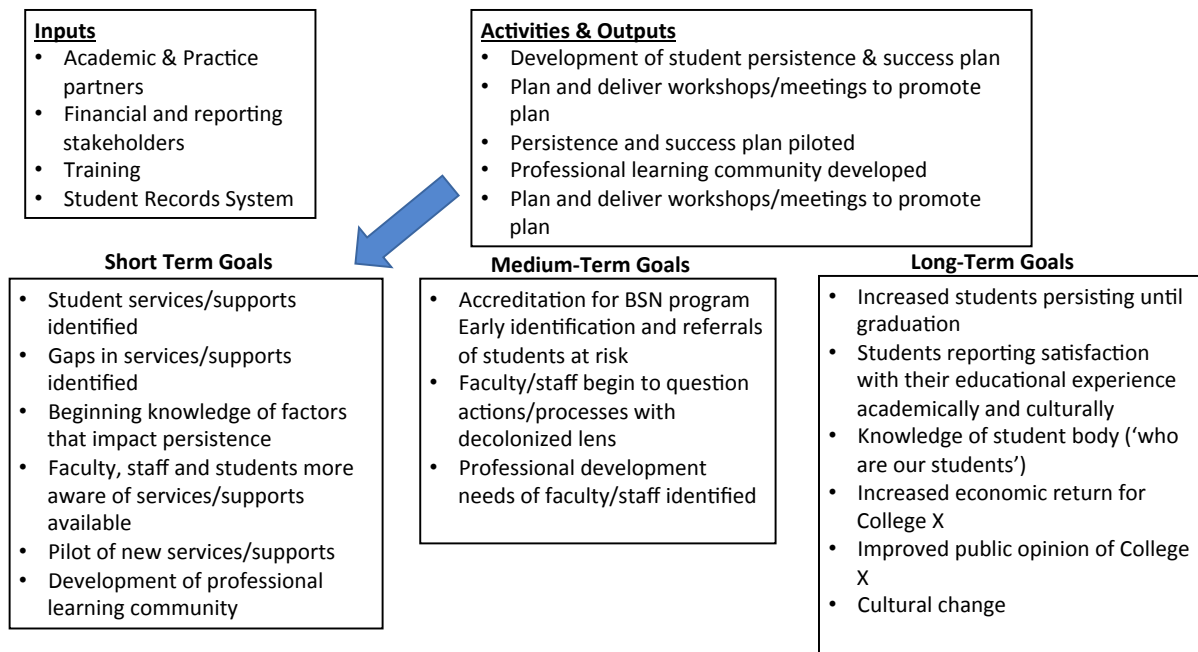 Inputs
• Academic & Practice
partners
• Financial and reporting
stakeholders
• Training
• Student Records System
Activities & Outputs
• Development of student persistence & success plan
• Plan and deliver workshops/meetings to promote
plan
• Persistence and success plan piloted
• Professional learning community developed
• Plan and deliver workshops/meetings to promote
plan
Short Term Goals
• Student services/supports
identified
• Gaps in services/supports
identified
• Beginning knowledge of factors
that impact persistence
• Faculty, staff and students more
aware of services/supports
available
• Pilot of new services/supports
• Development of professional
learning community
Medium-Term Goals
• Accreditation for BSN program
Early identification and referrals
of students at risk
• Faculty/staff begin to question
actions/processes with
decolonized lens
• Professional development
needs of faculty/staff identified
Long-Term Goals
• Increased students persisting until
graduation
• Students reporting satisfaction
with their educational experience
academically and culturally
• Knowledge of student body (‘who
are our students’)
• Increased economic return for
College X
• Improved public opinion of College
X
• Cultural change